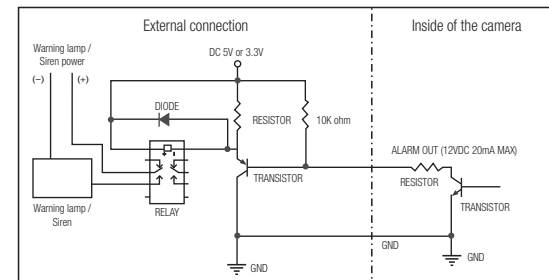 External connection
Inside of the camera
Warning lamp /
Siren power
(−)
(+)
DC 5V or 3.3V
DIODE
RESISTOR
10K ohm
ALARM OUT (12VDC 20mA MAX)
RESISTOR
TRANSISTOR
TRANSISTOR
RELAY
Warning lamp /
Siren
GND
GND
GND